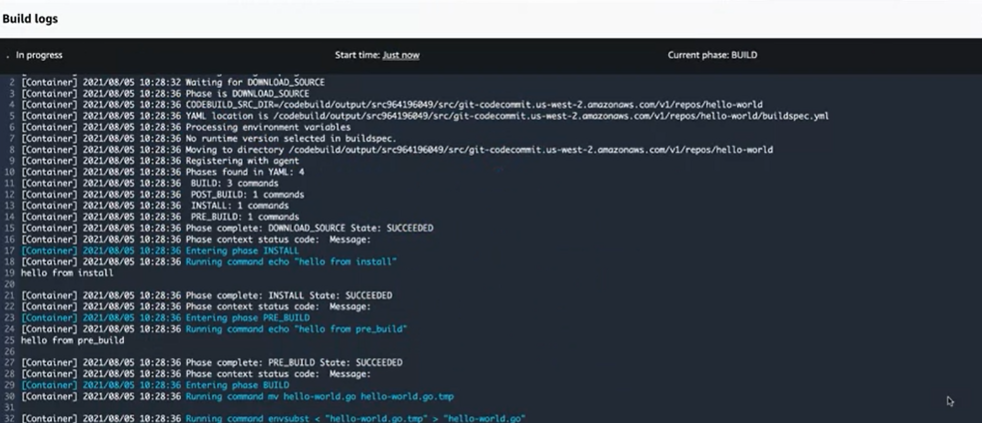 Build logs
. In progress Start time: Just now Current phase: BUILD
2 [Container] 2021/08/05 10:28:32 Waiting for DOWNLOAD_SOURCE
3 [Container] 2021/08/05 10:28:36 Phase is DOWNLOAD_SOURCE
4 [Container] 2021/08/05 10:28:36 CODEBUILD_SRC_DIR=/codebuild/output/src964196049/src/git-codecommit.us-west-2.amazonaws.com/v1/repos/hello-world
5 [Container] 2021/08/05 10:28:36 YAML location is /codebuild/output/src964196049/src/git-codecommit.us-west-2.amazonaws.com/v1/repos/hello-world/buildspec.yml
6 [Container] 2021/08/05 10:28:36 Processing environment variables
7 [Container] 2021/08/05 10:28:36 No runtime version selected in buildspec.
8 [Container] 2021/08/05 10:28:36 Moving to directory /codebuild/output/src964196049/src/git-codecommit.us-west-2.amazonaws.com/v1/repos/hello-world
9 [Container] 2021/08/05 10:28:36 Registering with agent
10 [Container] 2021/08/05 10:28:36 Phases found in YAML: 4
11 [Container] 2021/08/05 10:28:36 BUILD: 3 commands
12 [Container] 2021/08/05 10:28:36 POST_BUILD: 1 commands
13 [Container] 2021/08/05 10:28:36 INSTALL: 1 commands
14 [Container] 2021/08/05 10:28:36 PRE_BUILD: 1 commands
15 [Container] 2021/08/05 10:28:36 Phase complete: DOWNLOAD_SOURCE State: SUCCEEDED
16 [Container] 2021/08/05 10:28:36 Phase context status code: Message:
17 [Container] 2021/08/05 10:28:36 Entering phase INSTALL
18 [Container] 2021/08/05 10:28:36 Running command echo "hello from install"
19 hello from install
20
21 [Container] 2021/08/05 10:28:36 Phase complete: INSTALL State: SUCCEEDED
22 [Container] 2021/08/05 10:28:36 Phase context status code: Message:
23 [Container] 2021/08/05 10:28:36 Entering phase PRE_BUILD
24 [Container] 2021/08/05 10:28:36 Running command echo "hello from pre_build"
25 hello from pre_build
26
27 [Container] 2021/08/05 10:28:36 Phase complete: PRE_BUILD State: SUCCEEDED
28 [Container] 2021/08/05 10:28:36 Phase context status code: Message:
29 [Container] 2021/08/05 10:28:36 Entering phase BUILD
30 [Container] 2021/08/05 10:28:36 Running command mv hello-world.go hello-world.go.tmp
31
32 [Container] 2021/08/05 10:28:36 Running command envsubst < "hello-world.go.tmp" > "hello-world.go"